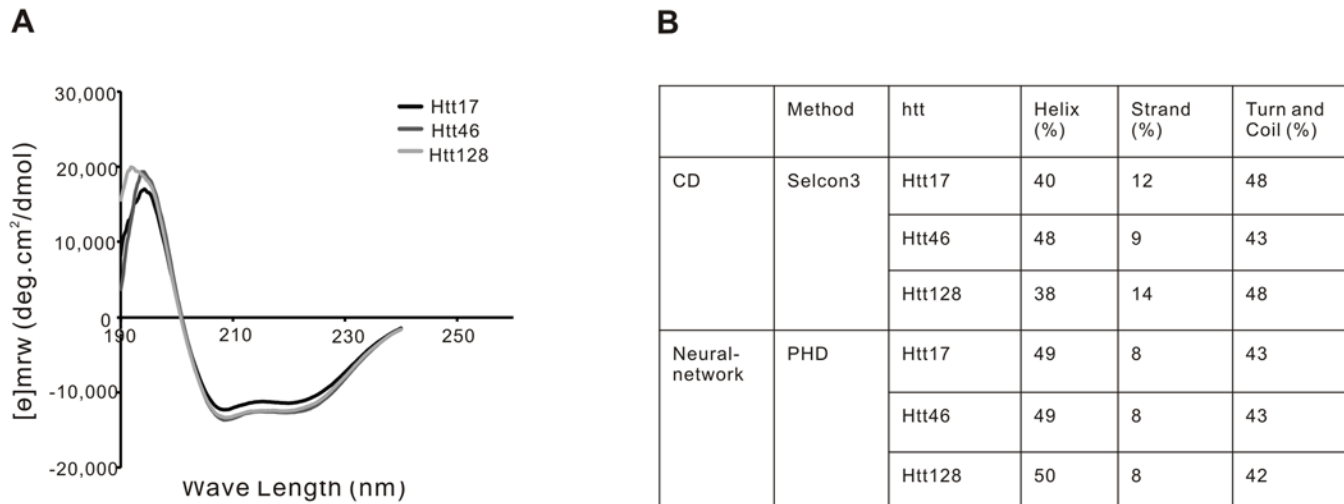 A
30,000
20,000
10,000
0
-10,000
-20,000
190
210
230
250
[θ]mrw (deg.cm²/dmol)
Wave Length (nm)
Htt17
Htt46
Htt128
B
Method htt Helix (%) Strand (%) Turn and Coil (%)
CD Selcon3 Htt17 40 12 48
Htt46 48 9 43
Htt128 38 14 48
Neural-network PHD Htt17 49 8 43
Htt46 49 8 43
Htt128 50 8 42